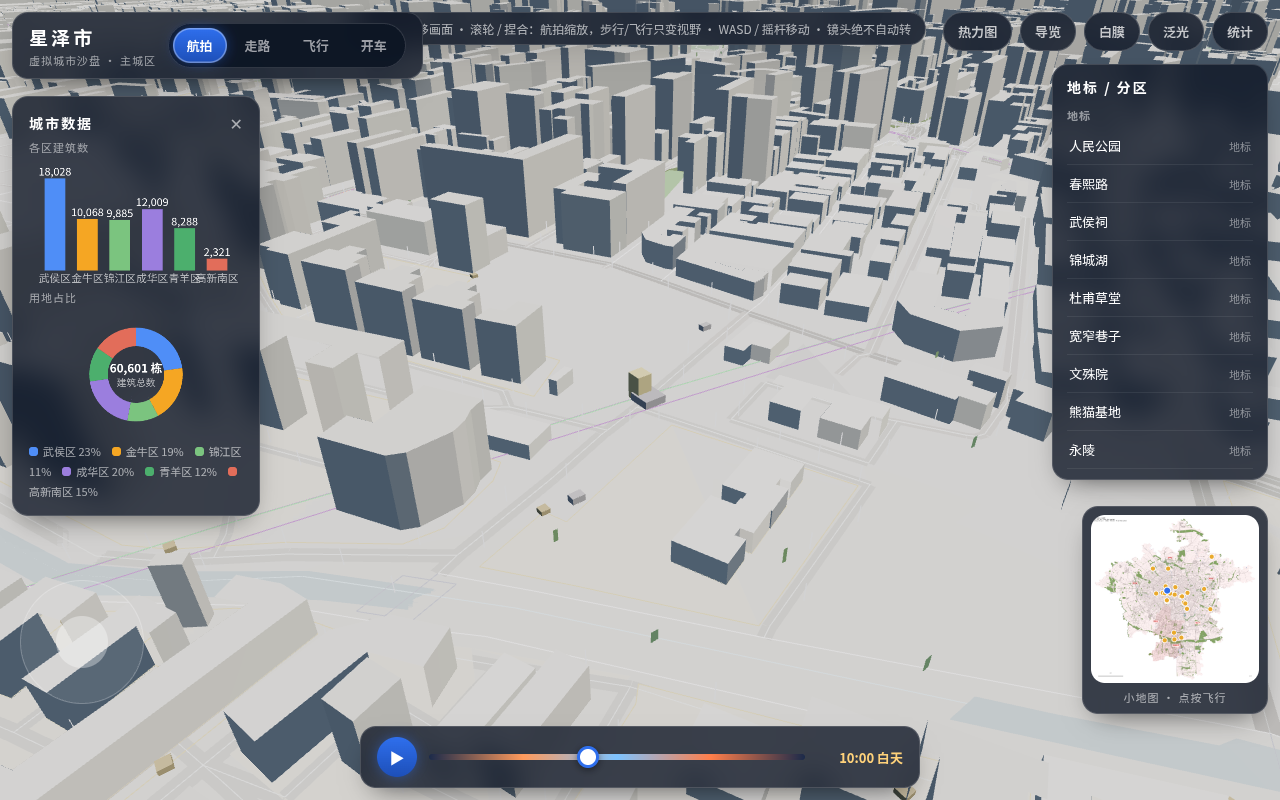 星泽市
虚拟城市沙盘 · 主城区
航拍
走路
飞行
开车
移画面 · 滚轮 / 捏合：航拍缩放，步行/飞行只变视野 · WASD / 摇杆移动 · 镜头绝不自动转
热力图
导览
白膜
泛光
统计
城市数据
×
各区建筑数
18,028
10,068
9,885
12,009
8,288
2,321
武侯区
金牛区
锦江区
成华区
青羊区
高新南区
用地占比
60,601 栋
建筑总数
武侯区 23% 金牛区 19% 锦江区
11% 成华区 20% 青羊区 12%
高新南区 15%
地标 / 分区
地标
人民公园 地标
春熙路 地标
武侯祠 地标
锦城湖 地标
杜甫草堂 地标
宽窄巷子 地标
文殊院 地标
熊猫基地 地标
永陵 地标
小地图 · 点按飞行
10:00 白天